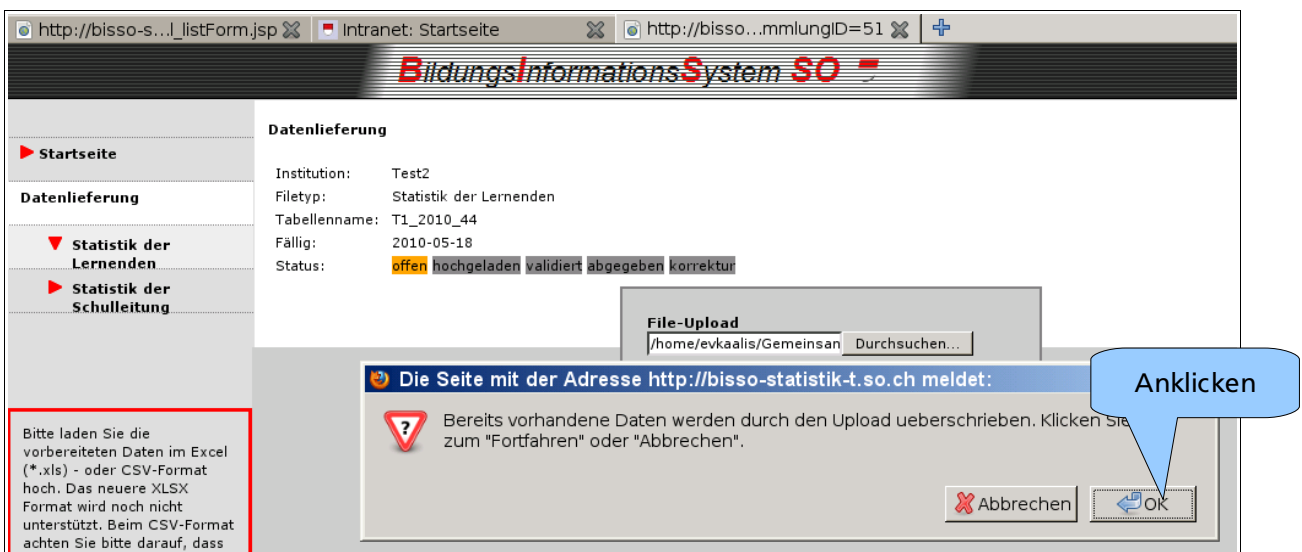 http://bisso-s...l_listForm.jsp
Intranet: Startseite
http://bisso...mmlungID=51
BildungsInformationsSystem SO
Startseite
Datenlieferung
Statistik der
Lernenden
Statistik der
Schulleitung
Bitte laden Sie die
vorbereiteten Daten im Excel
(*.xls) - oder CSV-Format
hoch. Das neuere XLSX
Format wird noch nicht
unterstützt. Beim CSV-Format
achten Sie bitte darauf, dass
Datenlieferung
Institution: Test2
Filetyp: Statistik der Lernenden
Tabellenname: T1_2010_44
Fällig: 2010-05-18
Status: offen hochgeladen validiert abgegeben korrektur
File-Upload
/home/evkaalis/Gemeinsan Durchsuchen...
Die Seite mit der Adresse http://bisso-statistik-t.so.ch meldet:
Bereits vorhandene Daten werden durch den Upload ueberschrieben. Klicken Sie
zum "Fortfahren" oder "Abbrechen".
Abbrechen OK
Anklicken